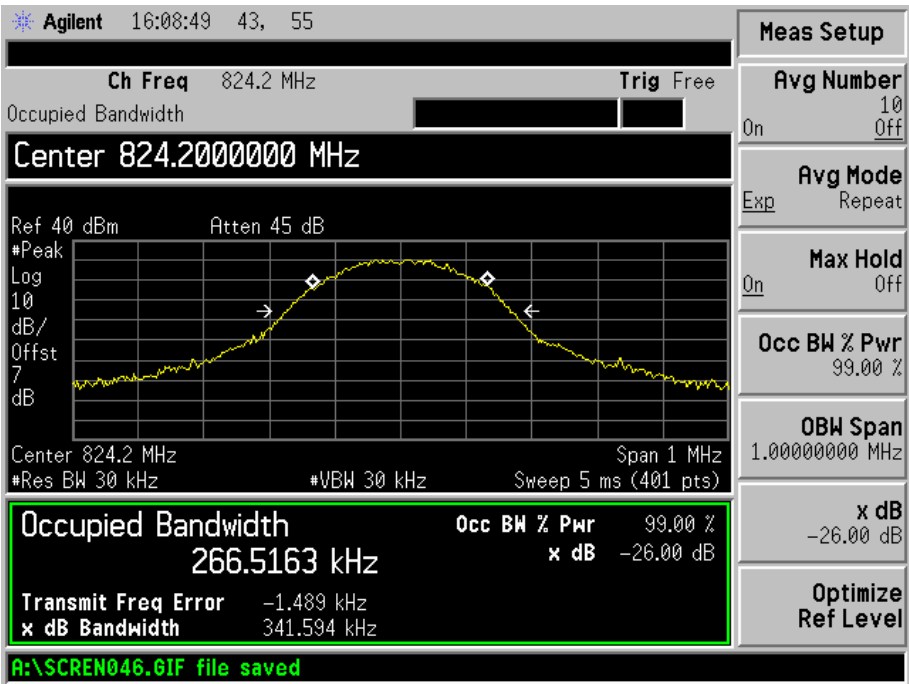 Agilent 16:08:49 43, 55
Ch Freq 824.2 MHz Trig Free
Occupied Bandwidth
Center 824.2000000 MHz
Ref 40 dBm Atten 45 dB
#Peak
Log
10
dB/
Offst
7
dB
Center 824.2 MHz Span 1 MHz
#Res BW 30 kHz #VBW 30 kHz Sweep 5 ms (401 pts)
Occupied Bandwidth
266.5163 kHz
Occ BW % Pwr 99.00 %
x dB -26.00 dB
Transmit Freq Error -1.489 kHz
x dB Bandwidth 341.594 kHz
A:\SCREN046.GIF file saved
Meas Setup
Avg Number
10
On Off
Avg Mode
Exp Repeat
Max Hold
On Off
Occ BW % Pwr
99.00 %
OBW Span
1.00000000 MHz
x dB
-26.00 dB
Optimize
Ref Level